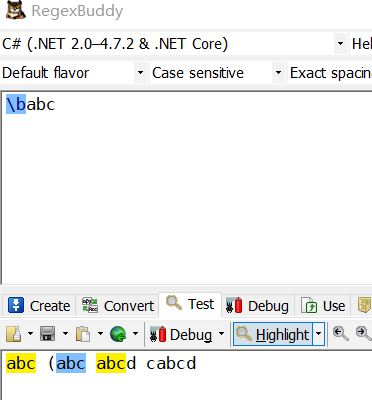 RegexBuddy
C# (.NET 2.0–4.7.2 & .NET Core) Hel
Default flavor Case sensitive Exact spacin
\babc
Create Convert Test Debug Use
Debug Highlight
abc (abc abcd cabcd